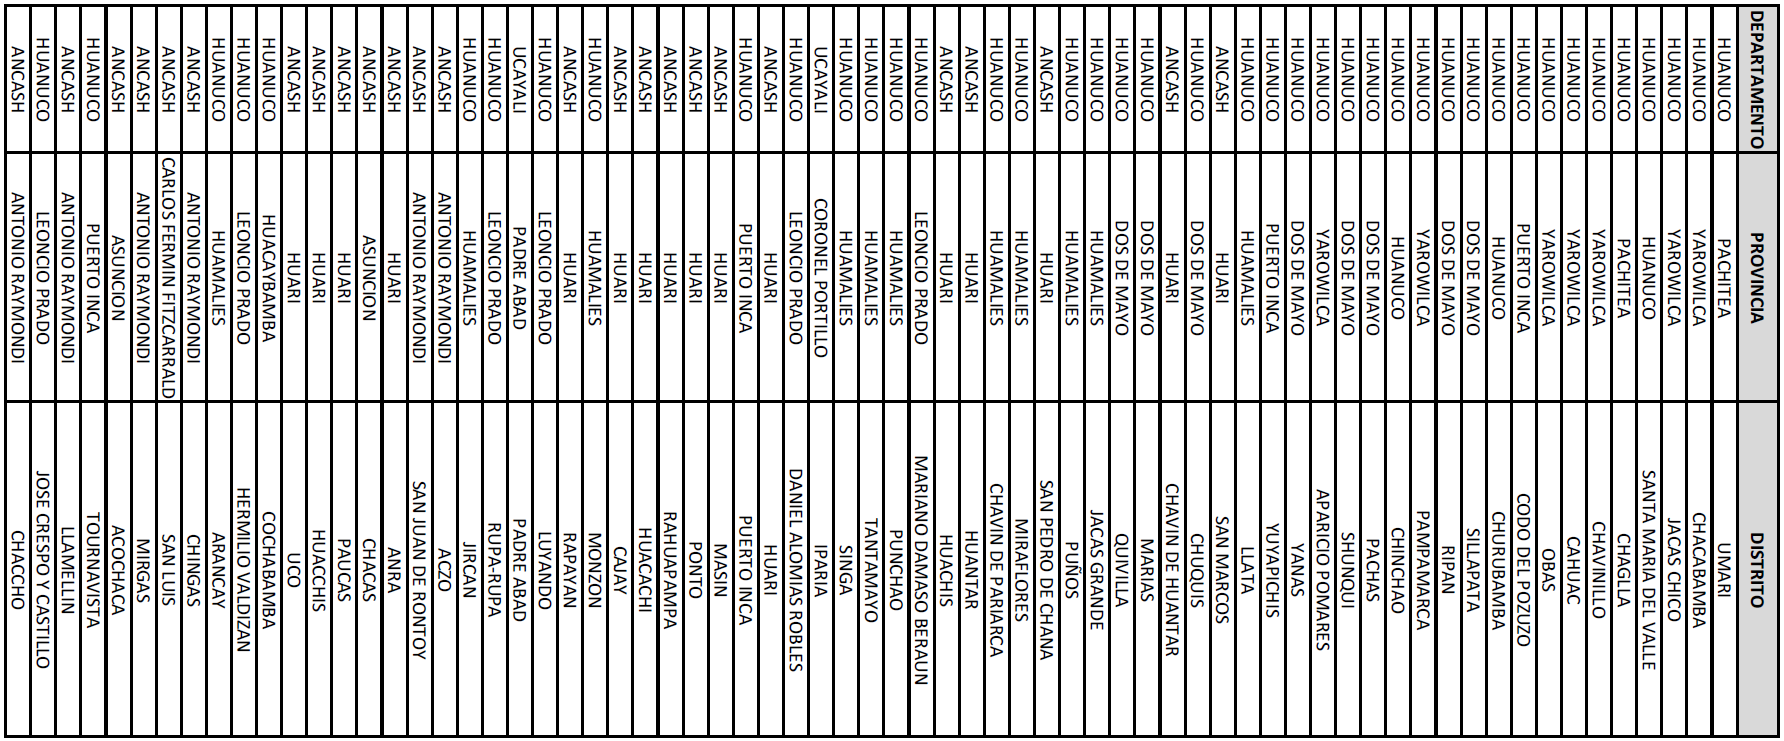 DEPARTAMENTO PROVINCIA DISTRITO
HUANUCO PACHITEA UMARI
HUANUCO YAROWILCA CHACABAMBA
HUANUCO YAROWILCA JACAS CHICO
HUANUCO HUANUCO SANTA MARIA DEL VALLE
HUANUCO PACHITEA CHAGLLA
HUANUCO YAROWILCA CHAVINILLO
HUANUCO YAROWILCA CAHUAC
HUANUCO YAROWILCA OBAS
HUANUCO PUERTO INCA CODO DEL POZUZO
HUANUCO HUANUCO CHURUBAMBA
HUANUCO DOS DE MAYO SILLAPATA
HUANUCO DOS DE MAYO RIPAN
HUANUCO YAROWILCA PAMPAMARCA
HUANUCO HUANUCO CHINCHAO
HUANUCO DOS DE MAYO PACHAS
HUANUCO DOS DE MAYO SHUNQUI
HUANUCO YAROWILCA APARICIO POMARES
HUANUCO DOS DE MAYO YANAS
HUANUCO PUERTO INCA YUYAPICHIS
HUANUCO HUAMALIES LLATA
ANCASH HUARI SAN MARCOS
HUANUCO DOS DE MAYO CHUQUIS
ANCASH HUARI CHAVIN DE HUANTAR
HUANUCO DOS DE MAYO MARIAS
HUANUCO DOS DE MAYO QUIVILLA
HUANUCO HUAMALIES JACAS GRANDE
HUANUCO HUAMALIES PUÑOS
ANCASH HUARI SAN PEDRO DE CHANA
HUANUCO HUAMALIES MIRAFLORES
HUANUCO HUAMALIES CHAVIN DE PARIARCA
ANCASH HUARI HUANTAR
ANCASH HUARI HUACHIS
HUANUCO LEONCIO PRADO MARIANO DAMASO BERAUN
HUANUCO HUAMALIES PUNCHAO
HUANUCO HUAMALIES TANTAMAYO
HUANUCO HUAMALIES SINGA
UCAYALI CORONEL PORTILLO IPARIA
HUANUCO LEONCIO PRADO DANIEL ALOMIAS ROBLES
ANCASH HUARI HUARI
HUANUCO PUERTO INCA PUERTO INCA
ANCASH HUARI MASIN
ANCASH HUARI PONTO
ANCASH HUARI RAHUAPAMPA
ANCASH HUARI HUACACHI
ANCASH HUARI CAJAY
HUANUCO HUAMALIES MONZON
ANCASH HUARI RAPAYAN
HUANUCO LEONCIO PRADO LUYANDO
UCAYALI PADRE ABAD PADRE ABAD
HUANUCO LEONCIO PRADO RUPA-RUPA
HUANUCO HUAMALIES JIRCAN
ANCASH ANTONIO RAYMONDI ACZO
ANCASH ANTONIO RAYMONDI SAN JUAN DE RONTOY
ANCASH HUARI ANRA
ANCASH ASUNCION CHACAS
ANCASH HUARI PAUCAS
ANCASH HUARI HUACCHIS
ANCASH HUARI UCO
HUANUCO HUACAYBAMBA COCHABAMBA
HUANUCO LEONCIO PRADO HERMILIO VALDIZAN
HUANUCO HUAMALIES ARANCAY
ANCASH ANTONIO RAYMONDI CHINGAS
ANCASH CARLOS FERMIN FITZCARRALD SAN LUIS
ANCASH ANTONIO RAYMONDI MIRGAS
ANCASH ASUNCION ACOCHACA
HUANUCO PUERTO INCA TOURNAVISTA
ANCASH ANTONIO RAYMONDI LLAMELLIN
HUANUCO LEONCIO PRADO JOSE CRESPO Y CASTILLO
ANCASH ANTONIO RAYMONDI CHACCHO